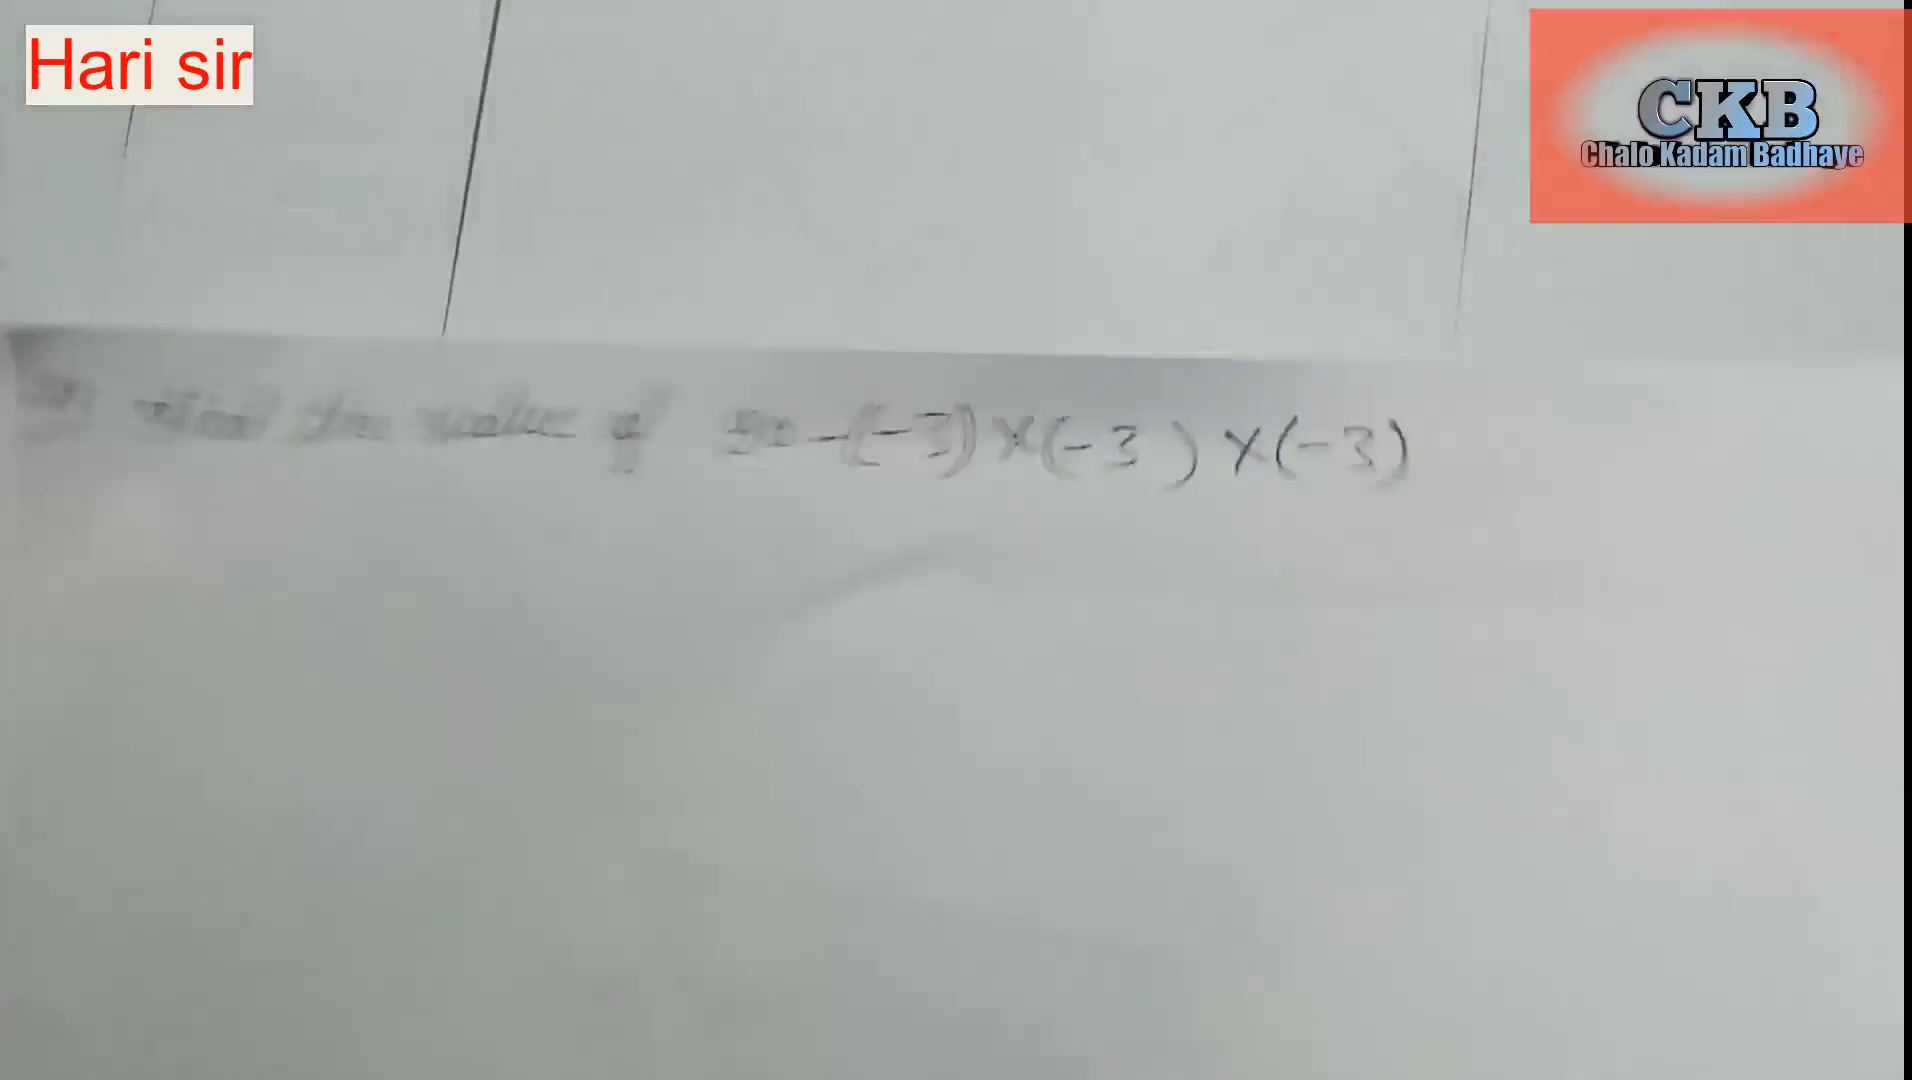 Hari sir
CKB
Chalo Kadam Badhaye
find the value of 50-(-3)×(-3)×(-3)